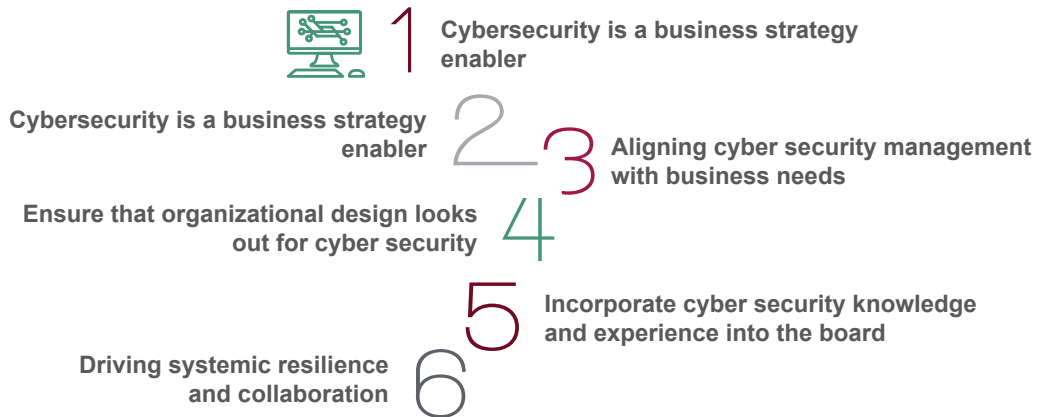 1
Cybersecurity is a business strategy
enabler
Cybersecurity is a business strategy
enabler
2
3
Aligning cyber security management
with business needs
Ensure that organizational design looks
out for cyber security
4
5
Incorporate cyber security knowledge
and experience into the board
Driving systemic resilience
and collaboration
6